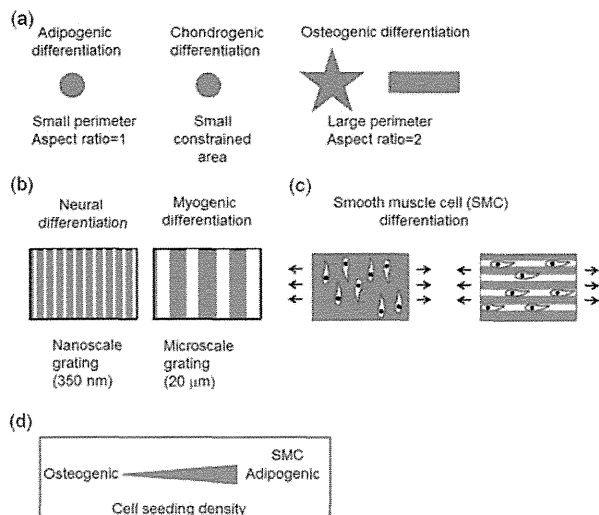 (a)
Adipogenic
differentiation
Chondrogenic
differentiation
Osteogenic differentiation
Small perimeter
Aspect ratio=1
Small
constrained
area
Large perimeter
Aspect ratio=2
(b)
Neural
differentiation
Myogenic
differentiation
Nanoscale
grating
(350 nm)
Microscale
grating
(20 μm)
(c)
Smooth muscle cell (SMC)
differentiation
(d)
Osteogenic
SMC
Adipogenic
Cell seeding density